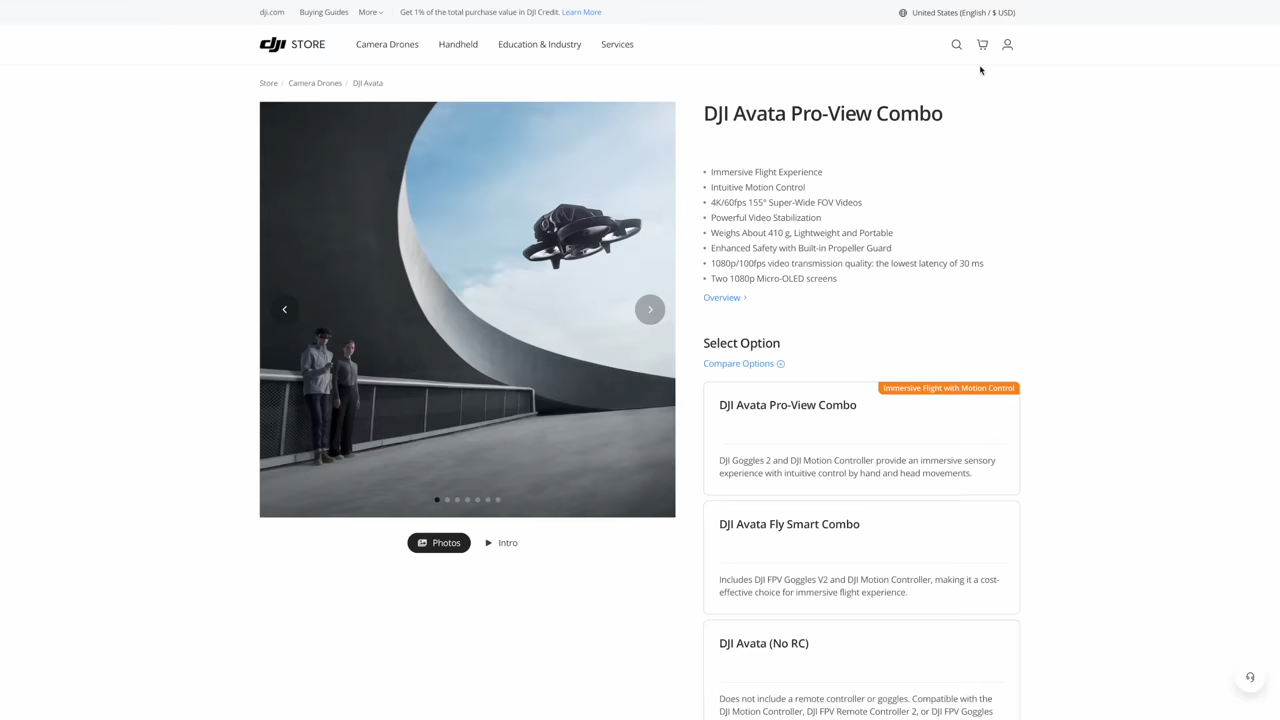 dji.com Buying Guides More Get 1% of the total purchase value in DJI Credit. Learn More United States (English / $ USD)
dji STORE Camera Drones Handheld Education & Industry Services
Store / Camera Drones / DJI Avata
DJI Avata Pro-View Combo
• Immersive Flight Experience
• Intuitive Motion Control
• 4K/60fps 155° Super-Wide FOV Videos
• Powerful Video Stabilization
• Weighs About 410 g, Lightweight and Portable
• Enhanced Safety with Built-in Propeller Guard
• 1080p/100fps video transmission quality: the lowest latency of 30 ms
• Two 1080p Micro-OLED screens
Overview ›
Select Option
Compare Options
Immersive Flight with Motion Control
DJI Avata Pro-View Combo
DJI Goggles 2 and DJI Motion Controller provide an immersive sensory
experience with intuitive control by hand and head movements.
DJI Avata Fly Smart Combo
Includes DJI FPV Goggles V2 and DJI Motion Controller, making it a cost-
effective choice for immersive flight experience.
DJI Avata (No RC)
Does not include a remote controller or goggles. Compatible with the
DJI Motion Controller, DJI FPV Remote Controller 2, or DJI FPV Goggles
Photos Intro